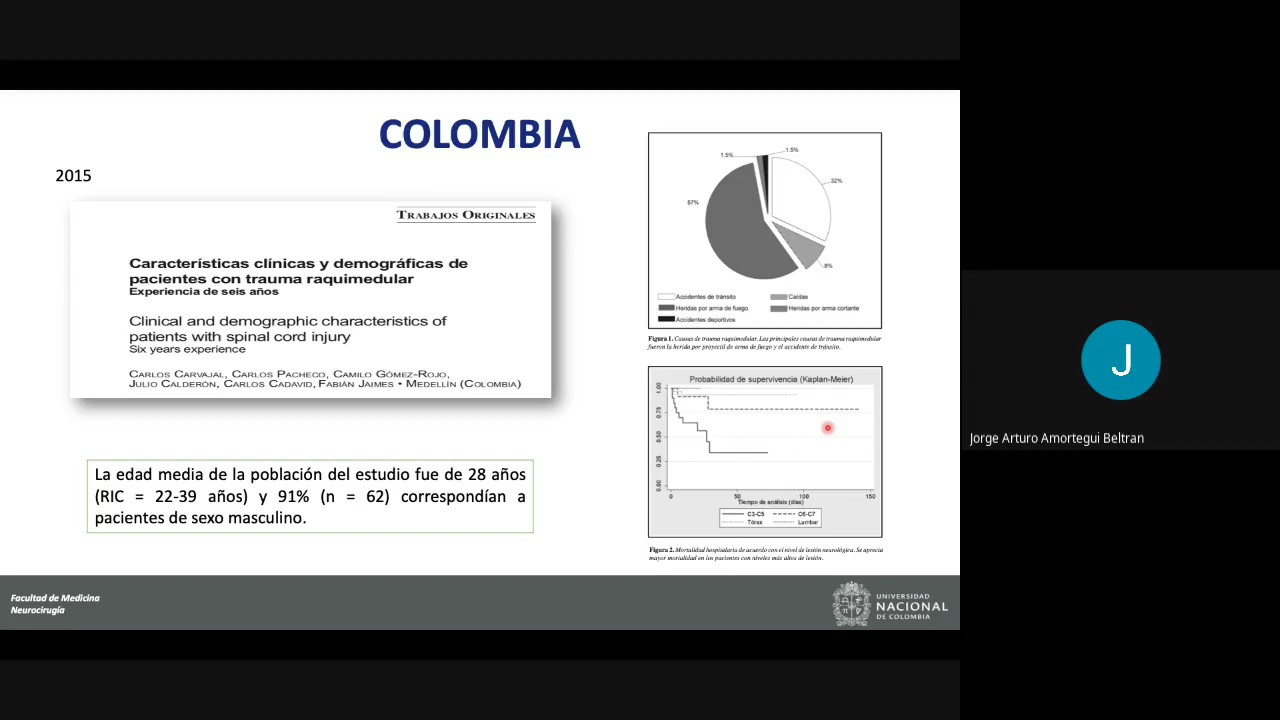 COLOMBIA
2015
TRABAJOS ORIGINALES
Características clínicas y demográficas de
pacientes con trauma raquimedular
Experiencia de seis años
Clinical and demographic characteristics of
patients with spinal cord injury
Six years experience
CARLOS CARVAJAL, CARLOS PACHECO, CAMILO GÓMEZ-ROJO,
JULIO CALDERÓN, CARLOS CADAVID, FABIÁN JAIMES • MEDELLÍN (COLOMBIA)
La edad media de la población del estudio fue de 28 años
(RIC = 22-39 años) y 91% (n = 62) correspondían a
pacientes de sexo masculino.
1.5%
1.5%
32%
57%
8%
Accidentes de tránsito
Caídas
Heridas por arma de fuego
Heridas por arma cortante
Accidentes deportivos
Figura 1. Causas de trauma raquimedular. Las principales causas de trauma raquimedular
fueron la herida por proyectil de arma de fuego y el accidente de tránsito.
Probabilidad de supervivencia (Kaplan-Meier)
1.00
0.75
0.50
0.25
0.00
0 50 100 150
Tiempo de análisis (días)
C3-C5 C6-C7
Tórax Lumbar
Figura 2. Mortalidad hospitalaria de acuerdo con el nivel de lesión neurológica. Se aprecia
mayor mortalidad en los pacientes con niveles más altos de lesión.
Facultad de Medicina
Neurocirugía
UNIVERSIDAD
NACIONAL
DE COLOMBIA
J
Jorge Arturo Amortegui Beltran